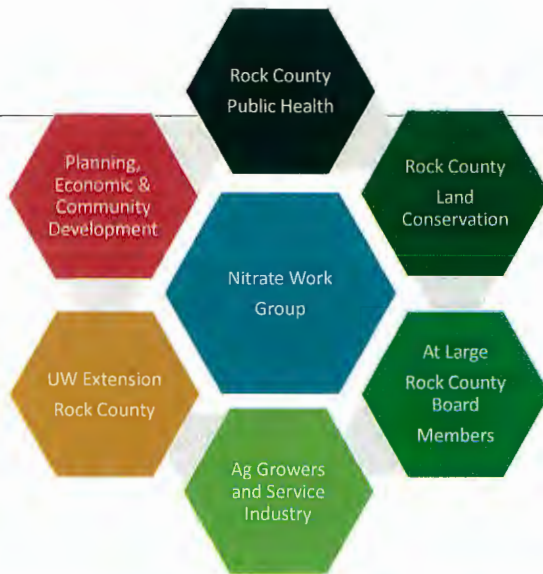 Rock County
Public Health
Planning,
Economic &
Community
Development
Rock County
Land
Conservation
Nitrate Work
Group
UW Extension
Rock County
At Large
Rock County
Board
Members
Ag Growers
and Service
Industry